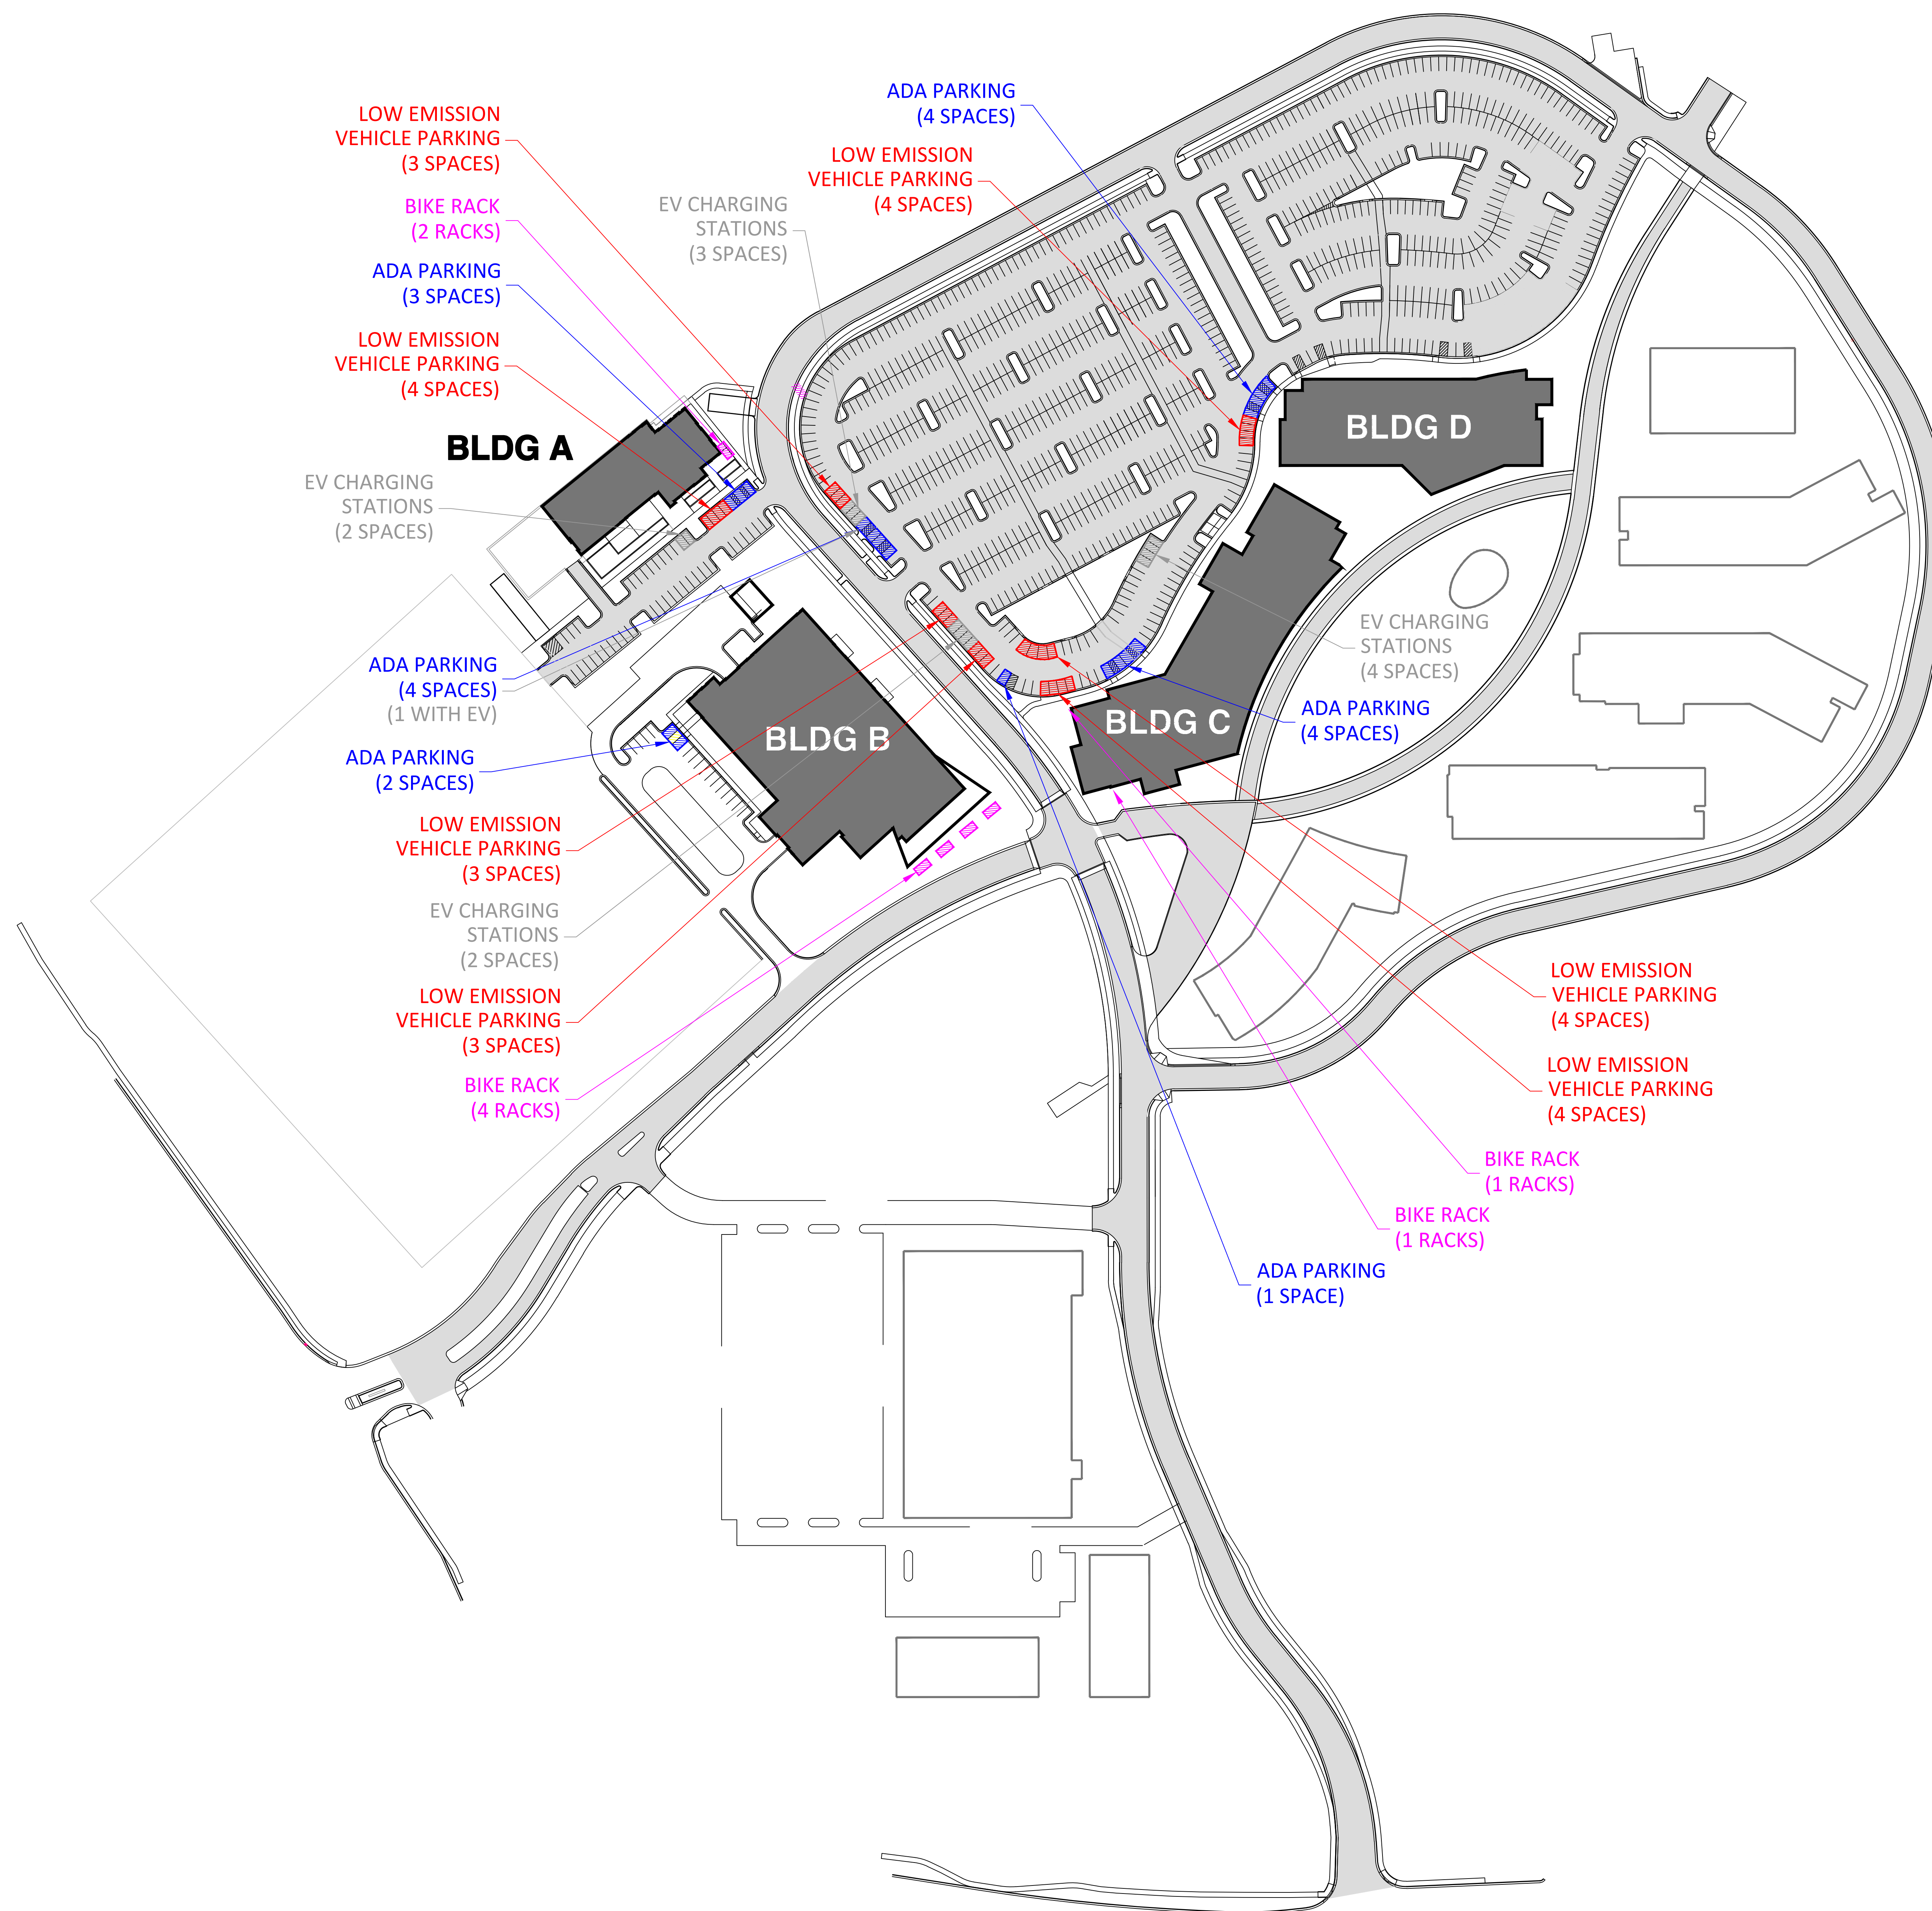 ADA PARKING
(4 SPACES)
LOW EMISSION
VEHICLE PARKING
(3 SPACES)
LOW EMISSION
VEHICLE PARKING
(4 SPACES)
BIKE RACK
(2 RACKS)
EV CHARGING
STATIONS
(3 SPACES)
ADA PARKING
(3 SPACES)
LOW EMISSION
VEHICLE PARKING
(4 SPACES)
BLDG A
BLDG D
EV CHARGING
STATIONS
(2 SPACES)
EV CHARGING
STATIONS
(4 SPACES)
ADA PARKING
(4 SPACES)
(1 WITH EV)
ADA PARKING
(4 SPACES)
BLDG C
BLDG B
ADA PARKING
(2 SPACES)
LOW EMISSION
VEHICLE PARKING
(3 SPACES)
EV CHARGING
STATIONS
(2 SPACES)
LOW EMISSION
VEHICLE PARKING
(3 SPACES)
BIKE RACK
(4 RACKS)
LOW EMISSION
VEHICLE PARKING
(4 SPACES)
LOW EMISSION
VEHICLE PARKING
(4 SPACES)
BIKE RACK
(1 RACKS)
BIKE RACK
(1 RACKS)
ADA PARKING
(1 SPACE)